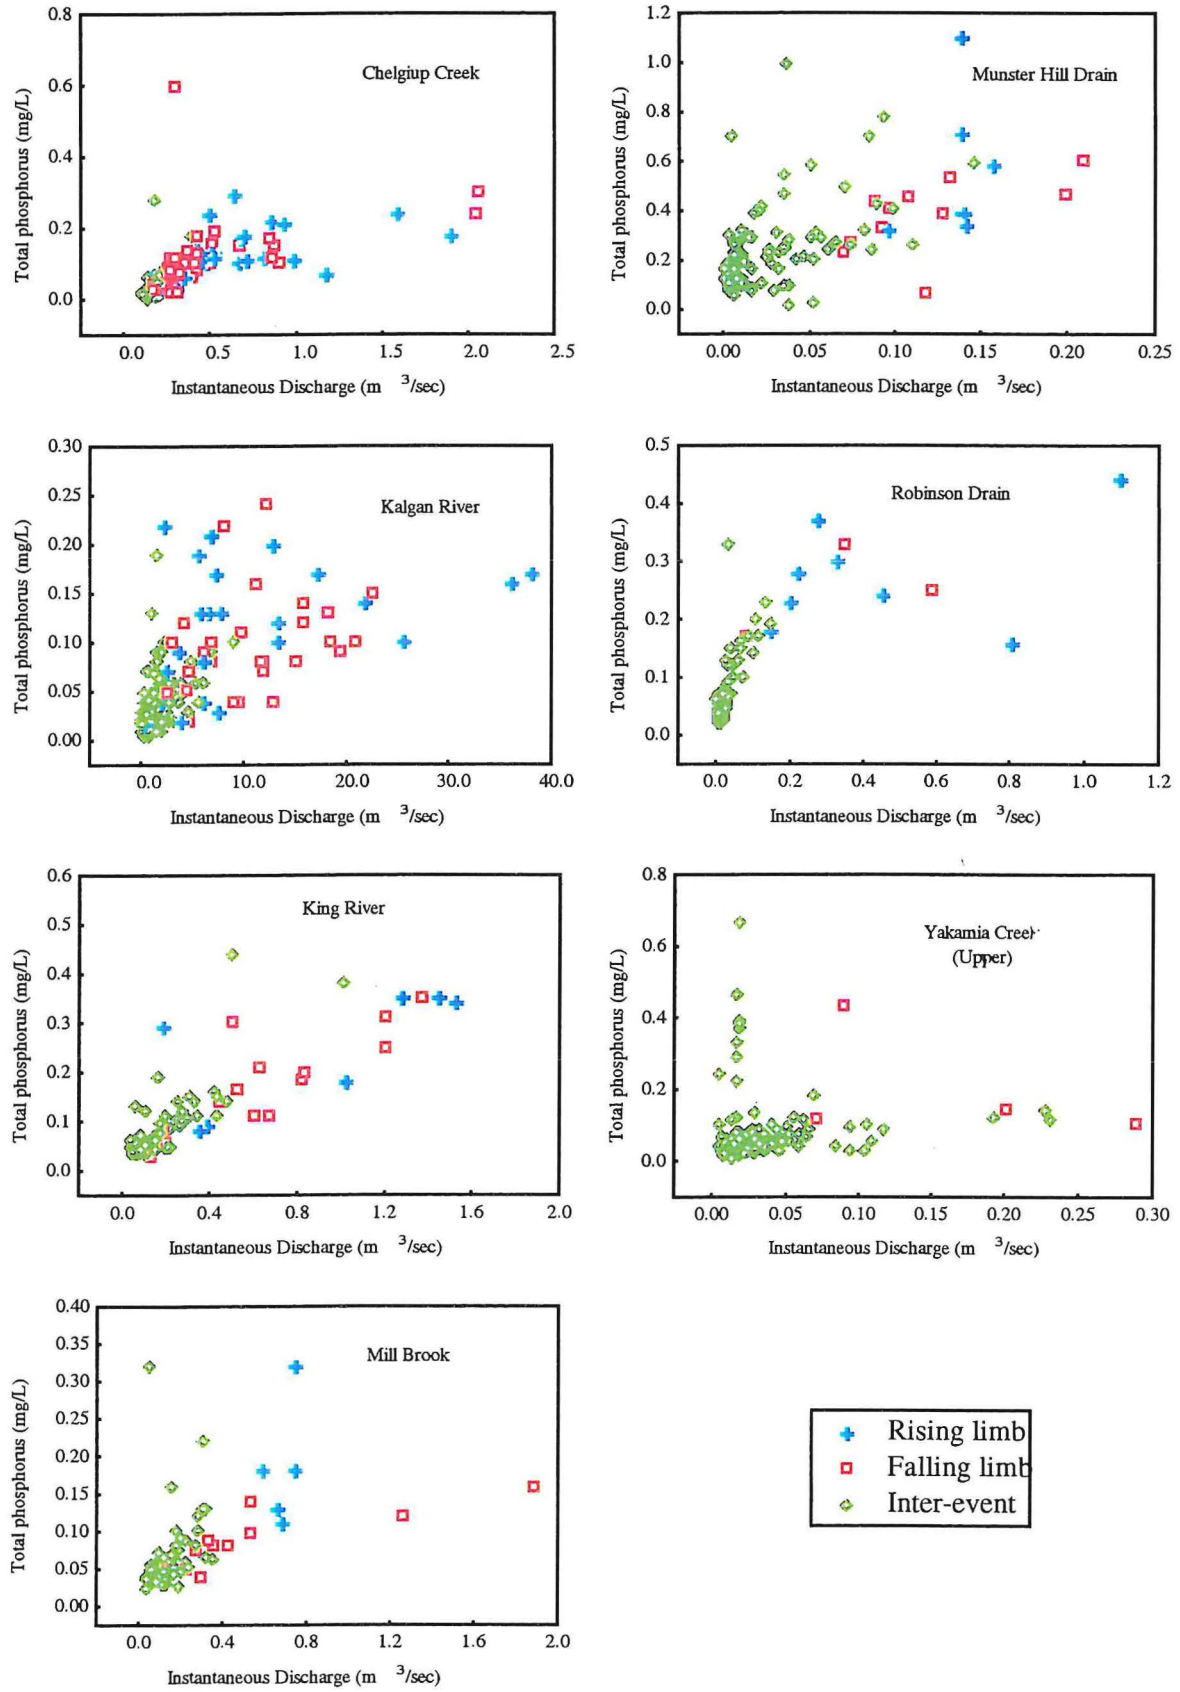 Chelgiup Creek
Total phosphorus (mg/L)
0.8
0.6
0.4
0.2
0.0
0.0 0.5 1.0 1.5 2.0 2.5
Instantaneous Discharge (m 3/sec)
Munster Hill Drain
Total phosphorus (mg/L)
1.2
1.0
0.8
0.6
0.4
0.2
0.0
0.00 0.05 0.10 0.15 0.20 0.25
Instantaneous Discharge (m 3/sec)
Kalgan River
Total phosphorus (mg/L)
0.30
0.25
0.20
0.15
0.10
0.05
0.00
0.0 10.0 20.0 30.0 40.0
Instantaneous Discharge (m 3/sec)
Robinson Drain
Total phosphorus (mg/L)
0.5
0.4
0.3
0.2
0.1
0.0
0.0 0.2 0.4 0.6 0.8 1.0 1.2
Instantaneous Discharge (m 3/sec)
King River
Total phosphorus (mg/L)
0.6
0.5
0.4
0.3
0.2
0.1
0.0
0.0 0.4 0.8 1.2 1.6 2.0
Instantaneous Discharge (m 3/sec)
Yakamia Creek
(Upper)
Total phosphorus (mg/L)
0.8
0.6
0.4
0.2
0.0
0.00 0.05 0.10 0.15 0.20 0.25 0.30
Instantaneous Discharge (m 3/sec)
Mill Brook
Total phosphorus (mg/L)
0.40
0.35
0.30
0.25
0.20
0.15
0.10
0.05
0.00
0.0 0.4 0.8 1.2 1.6 2.0
Instantaneous Discharge (m 3/sec)
Rising limb
Falling limb
Inter-event